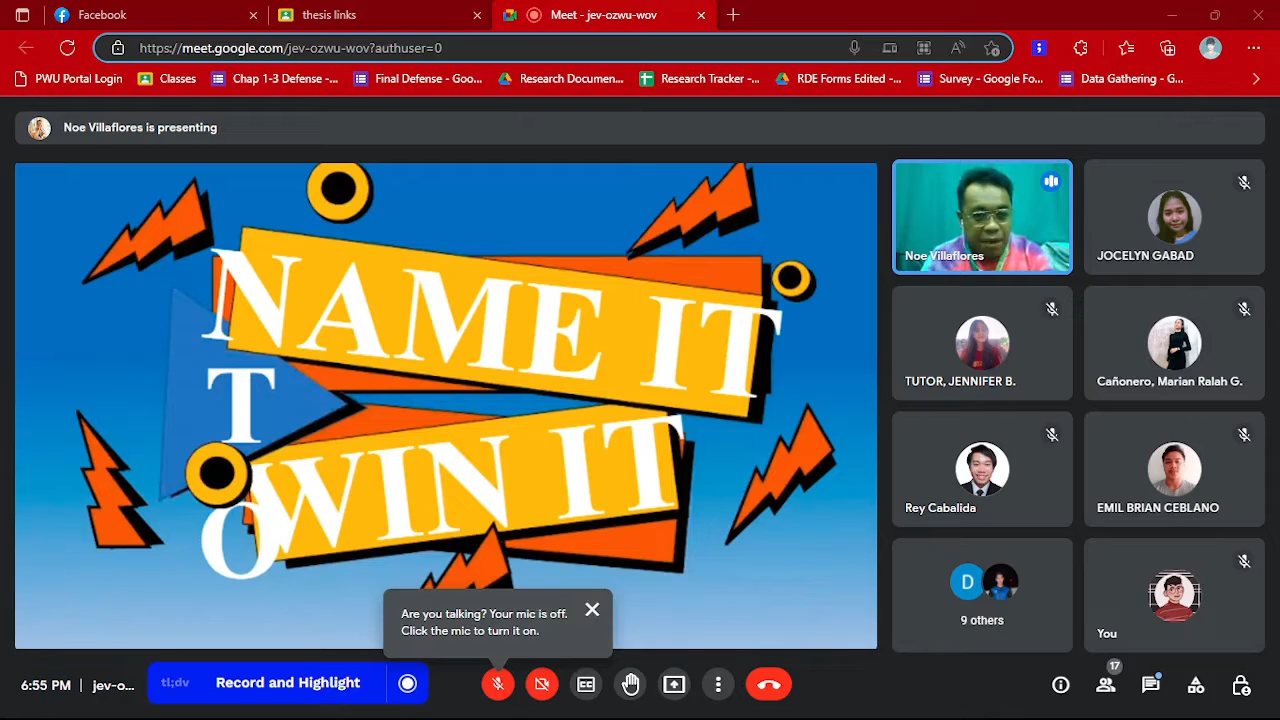 Facebook
thesis links
Meet - jev-ozwu-wov
https://meet.google.com/jev-ozwu-wov?authuser=0
PWU Portal Login
Classes
Chap 1-3 Defense -...
Final Defense - Goo...
Research Documen...
Research Tracker -...
RDE Forms Edited -...
Survey - Google Fo...
Data Gathering - G...
Noe Villaflores is presenting
NAME IT
TO
WIN IT
Noe Villaflores
JOCELYN GABAD
TUTOR, JENNIFER B.
Cañonero, Marian Ralah G.
Rey Cabalida
EMIL BRIAN CEBLANO
D
9 others
You
Are you talking? Your mic is off.
Click the mic to turn it on.
6:55 PM
jev-o...
tl;dv
Record and Highlight
17